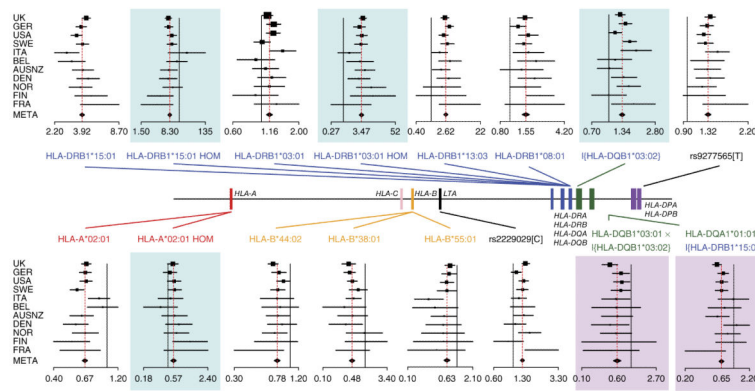 UK
GER
USA
SWE
ITA
BEL
AUSNZ
DEN
NOR
FIN
FRA
META
2.20 3.92 8.70 1.50 8.30 135 0.60 1.16 2.00 0.30 3.47 52 0.40 2.62 22 0.80 1.55 4.20 0.70 1.34 2.80 0.90 1.32 2.20
HLA-DRB1*15:01 HLA-DRB1*15:01 HOM HLA-DRB1*03:01 HLA-DRB1*03:01 HOM HLA-DRB1*13:03 HLA-DRB1*08:01 I{HLA-DQB1*03:02} rs9277565[T]
HLA-A HLA-C HLA-B LTA
HLA-DRA
HLA-DRB
HLA-DQA
HLA-DQB
HLA-DPA
HLA-DPB
HLA-A*02:01 HLA-A*02:01 HOM HLA-B*44:02 HLA-B*38:01 HLA-B*55:01 rs2229029[C] HLA-DQB1*03:01 × HLA-DQA1*01:01
I{HLA-DQB1*03:02} I{HLA-DRB1*15:0
UK
GER
USA
SWE
ITA
BEL
AUSNZ
DEN
NOR
FIN
FRA
META
0.40 0.67 1.20 0.18 0.57 2.40 0.30 0.78 1.10 0.10 0.48 3.40 0.10 0.63 2.10 0.60 1.30 3.30 0.10 0.60 2.70 0.20 0.65 2.20